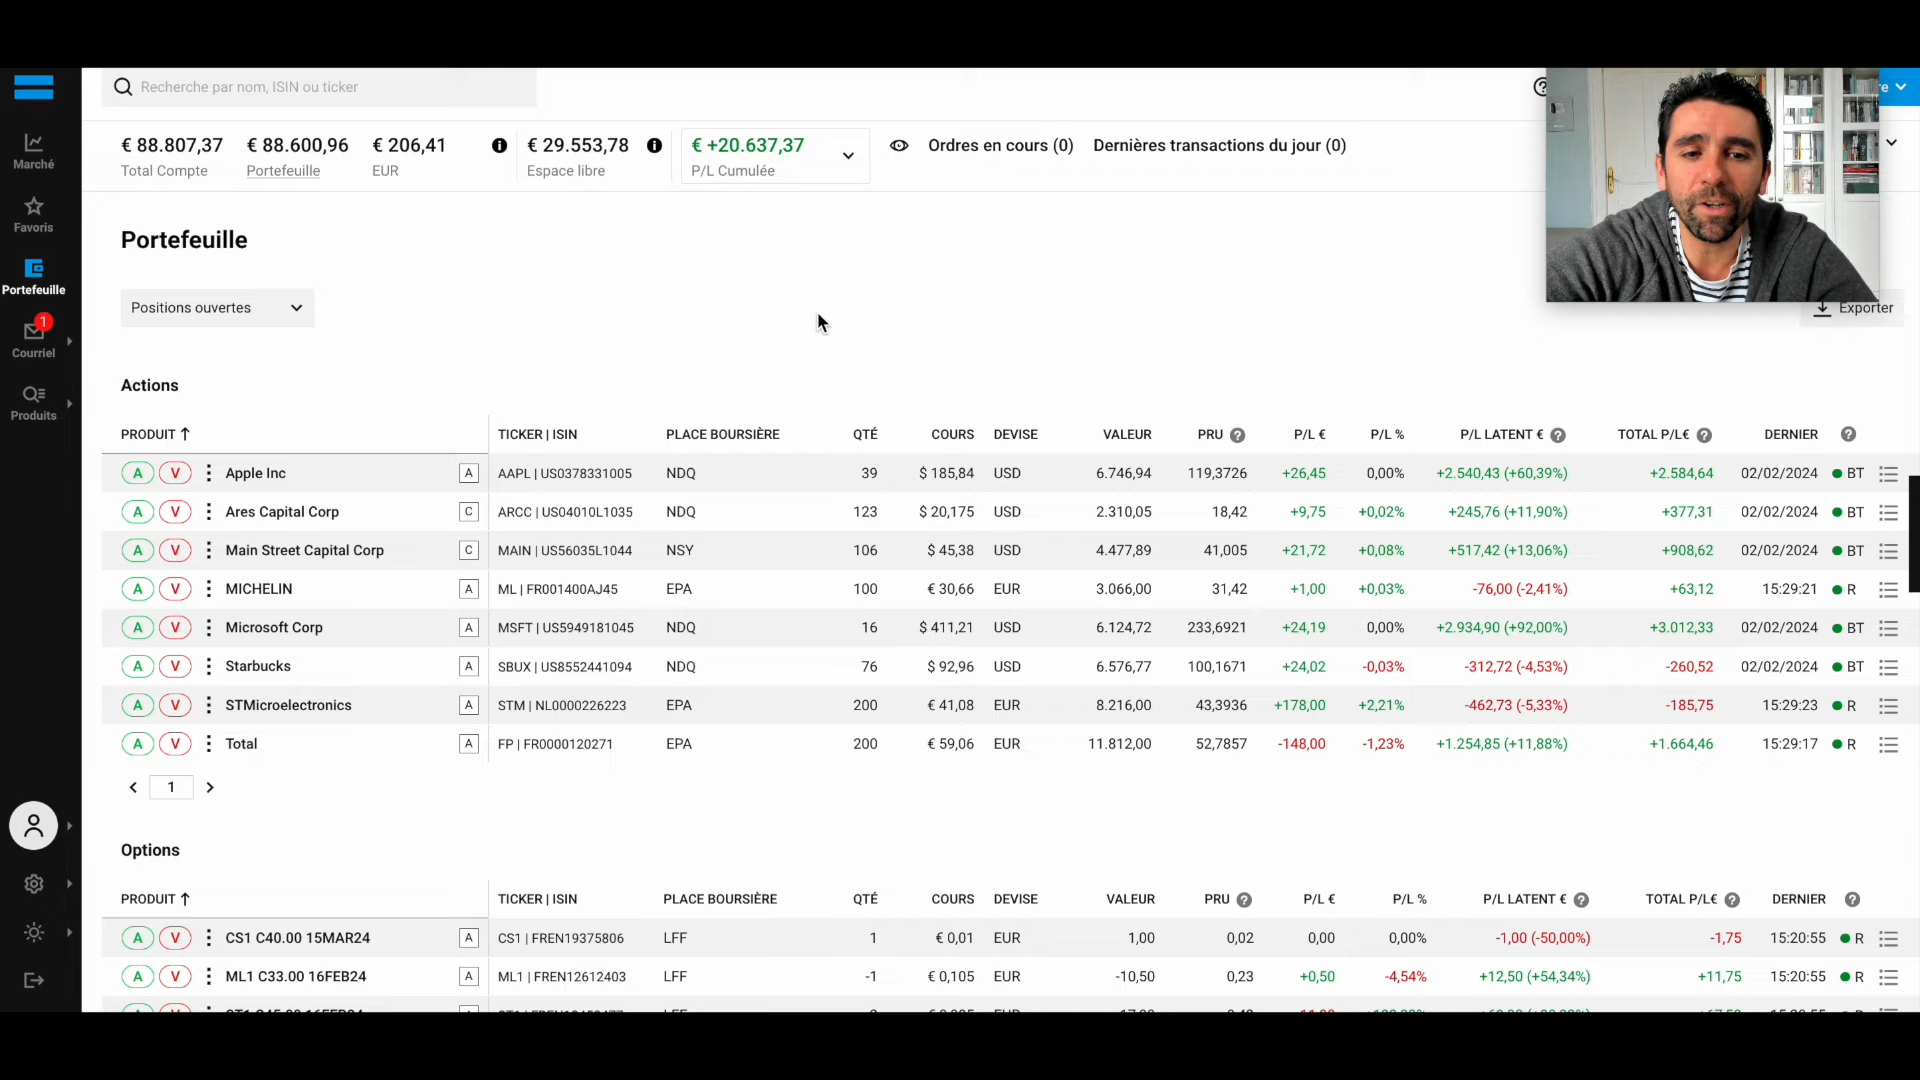 Recherche par nom, ISIN ou ticker
re
€ 88.807,37 € 88.600,96 € 206,41 € 29.553,78 € +20.637,37 Ordres en cours (0) Dernières transactions du jour (0)
Total Compte Portefeuille EUR Espace libre P/L Cumulée
Marché
Favoris
Portefeuille
1
Courriel
Produits
Portefeuille
Positions ouvertes
Exporter
Actions
PRODUIT TICKER | ISIN PLACE BOURSIÈRE QTÉ COURS DEVISE VALEUR PRU P/L € P/L % P/L LATENT € TOTAL P/L€ DERNIER
A V Apple Inc A AAPL | US0378331005 NDQ 39 $ 185,84 USD 6.746,94 119,3726 +26,45 0,00% +2.540,43 (+60,39%) +2.584,64 02/02/2024 BT
A V Ares Capital Corp C ARCC | US04010L1035 NDQ 123 $ 20,175 USD 2.310,05 18,42 +9,75 +0,02% +245,76 (+11,90%) +377,31 02/02/2024 BT
A V Main Street Capital Corp C MAIN | US56035L1044 NSY 106 $ 45,38 USD 4.477,89 41,005 +21,72 +0,08% +517,42 (+13,06%) +908,62 02/02/2024 BT
A V MICHELIN A ML | FR001400AJ45 EPA 100 € 30,66 EUR 3.066,00 31,42 +1,00 +0,03% -76,00 (-2,41%) +63,12 15:29:21 R
A V Microsoft Corp A MSFT | US5949181045 NDQ 16 $ 411,21 USD 6.124,72 233,6921 +24,19 0,00% +2.934,90 (+92,00%) +3.012,33 02/02/2024 BT
A V Starbucks A SBUX | US8552441094 NDQ 76 $ 92,96 USD 6.576,77 100,1671 +24,02 -0,03% -312,72 (-4,53%) -260,52 02/02/2024 BT
A V STMicroelectronics A STM | NL0000226223 EPA 200 € 41,08 EUR 8.216,00 43,3936 +178,00 +2,21% -462,73 (-5,33%) -185,75 15:29:23 R
A V Total A FP | FR0000120271 EPA 200 € 59,06 EUR 11.812,00 52,7857 -148,00 -1,23% +1.254,85 (+11,88%) +1.664,46 15:29:17 R
1
Options
PRODUIT TICKER | ISIN PLACE BOURSIÈRE QTÉ COURS DEVISE VALEUR PRU P/L € P/L % P/L LATENT € TOTAL P/L€ DERNIER
A V CS1 C40.00 15MAR24 A CS1 | FREN19375806 LFF 1 € 0,01 EUR 1,00 0,02 0,00 0,00% -1,00 (-50,00%) -1,75 15:20:55 R
A V ML1 C33.00 16FEB24 A ML1 | FREN12612403 LFF -1 € 0,105 EUR -10,50 0,23 +0,50 -4,54% +12,50 (+54,34%) +11,75 15:20:55 R